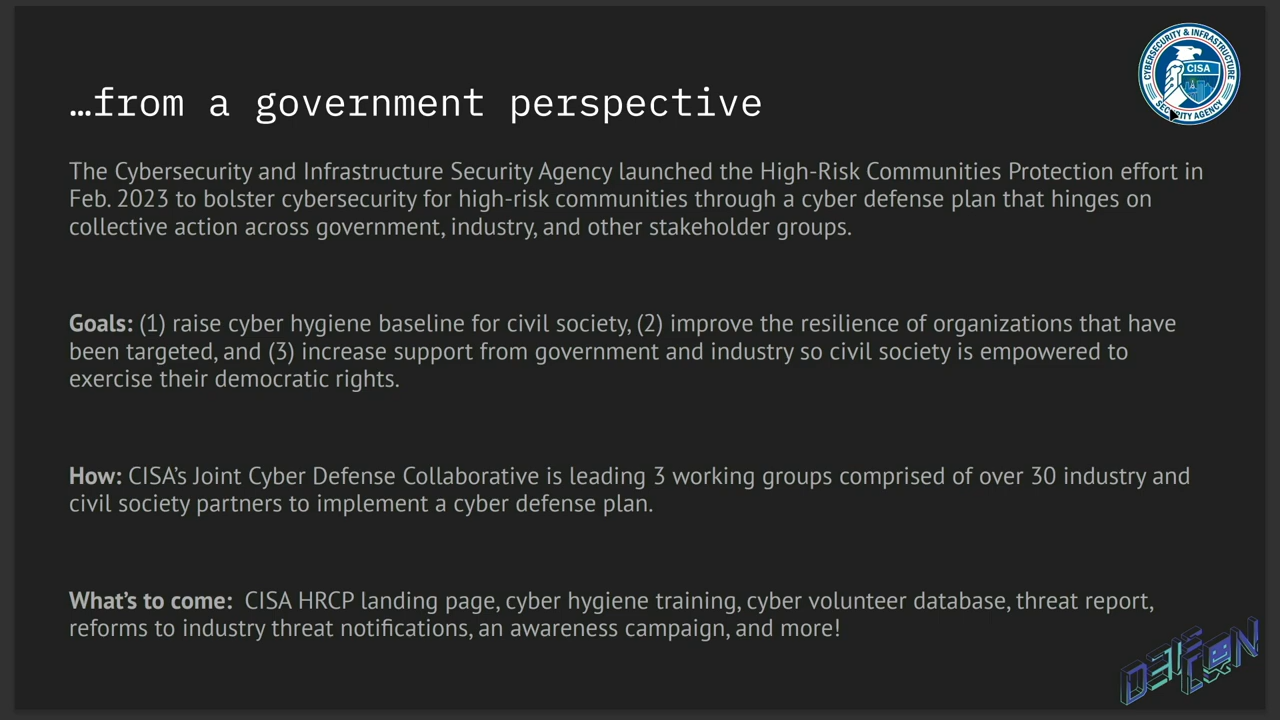 CYBERSECURITY & INFRASTRUCTURE
CISA
SECURITY AGENCY
…from a government perspective
The Cybersecurity and Infrastructure Security Agency launched the High-Risk Communities Protection effort in
Feb. 2023 to bolster cybersecurity for high-risk communities through a cyber defense plan that hinges on
collective action across government, industry, and other stakeholder groups.
Goals: (1) raise cyber hygiene baseline for civil society, (2) improve the resilience of organizations that have
been targeted, and (3) increase support from government and industry so civil society is empowered to
exercise their democratic rights.
How: CISA’s Joint Cyber Defense Collaborative is leading 3 working groups comprised of over 30 industry and
civil society partners to implement a cyber defense plan.
What’s to come: CISA HRCP landing page, cyber hygiene training, cyber volunteer database, threat report,
reforms to industry threat notifications, an awareness campaign, and more!
DEF
CON